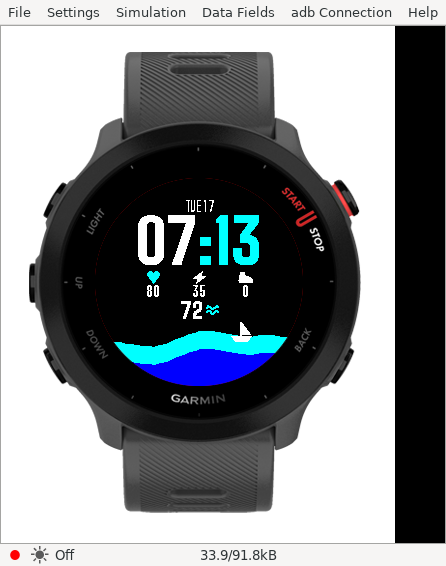 File Settings Simulation Data Fields adb Connection Help
TUE17
START
STOP
LIGHT
07:13
UP
80 35 0
72
DOWN
BACK
GARMIN
Off 33.9/91.8kB